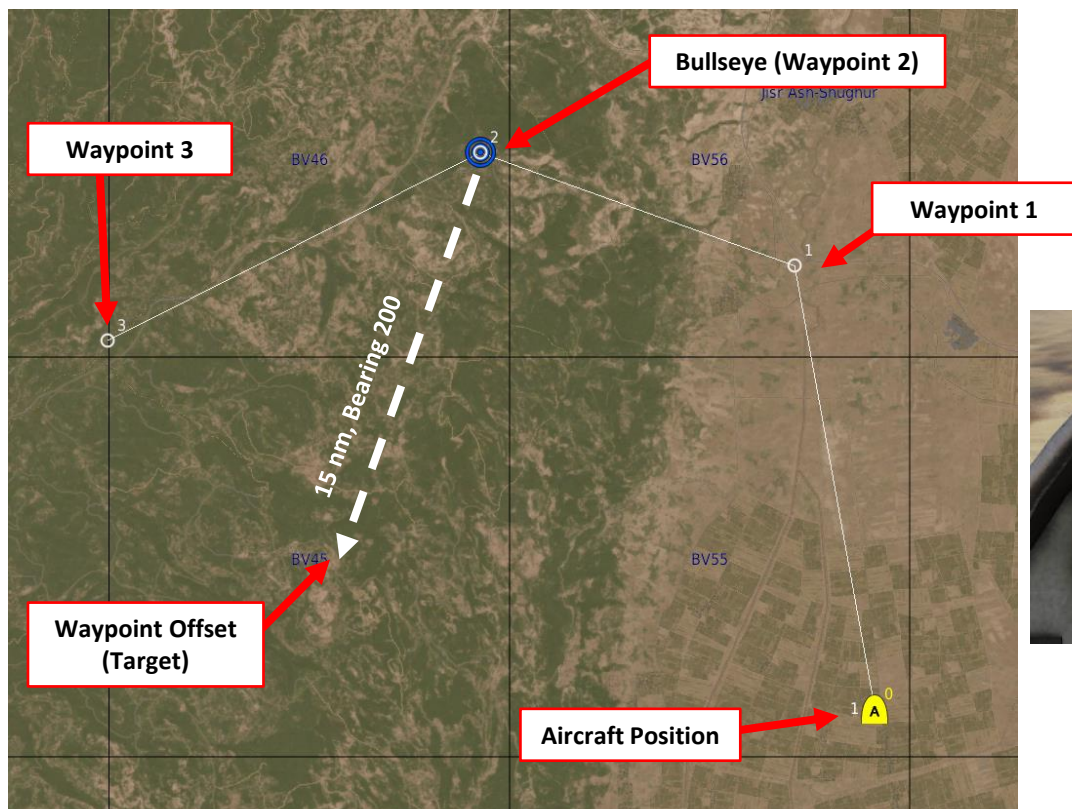 Bullseye (Waypoint 2)
Jisr Ash-Shughur
Waypoint 3
2
BV46
BV56
Waypoint 1
1
3
15 nm, Bearing 200
BV45
BV55
Waypoint Offset
(Target)
0
1
A
Aircraft Position